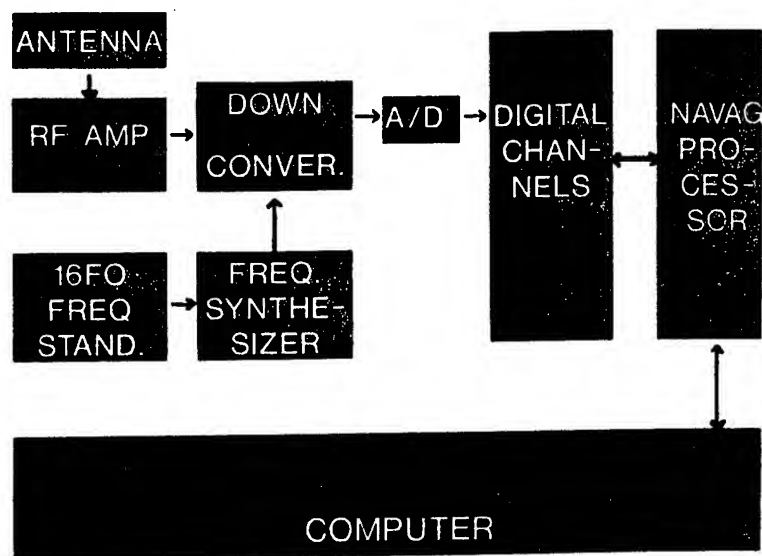 ANTENNA
RF AMP
DOWN
CONVER.
A/D
DIGITAL
CHAN-
NELS
NAVAG
PRO-
CES-
SOR
16FO
FREQ
STAND.
FREQ.
SYNTHE-
SIZER
COMPUTER